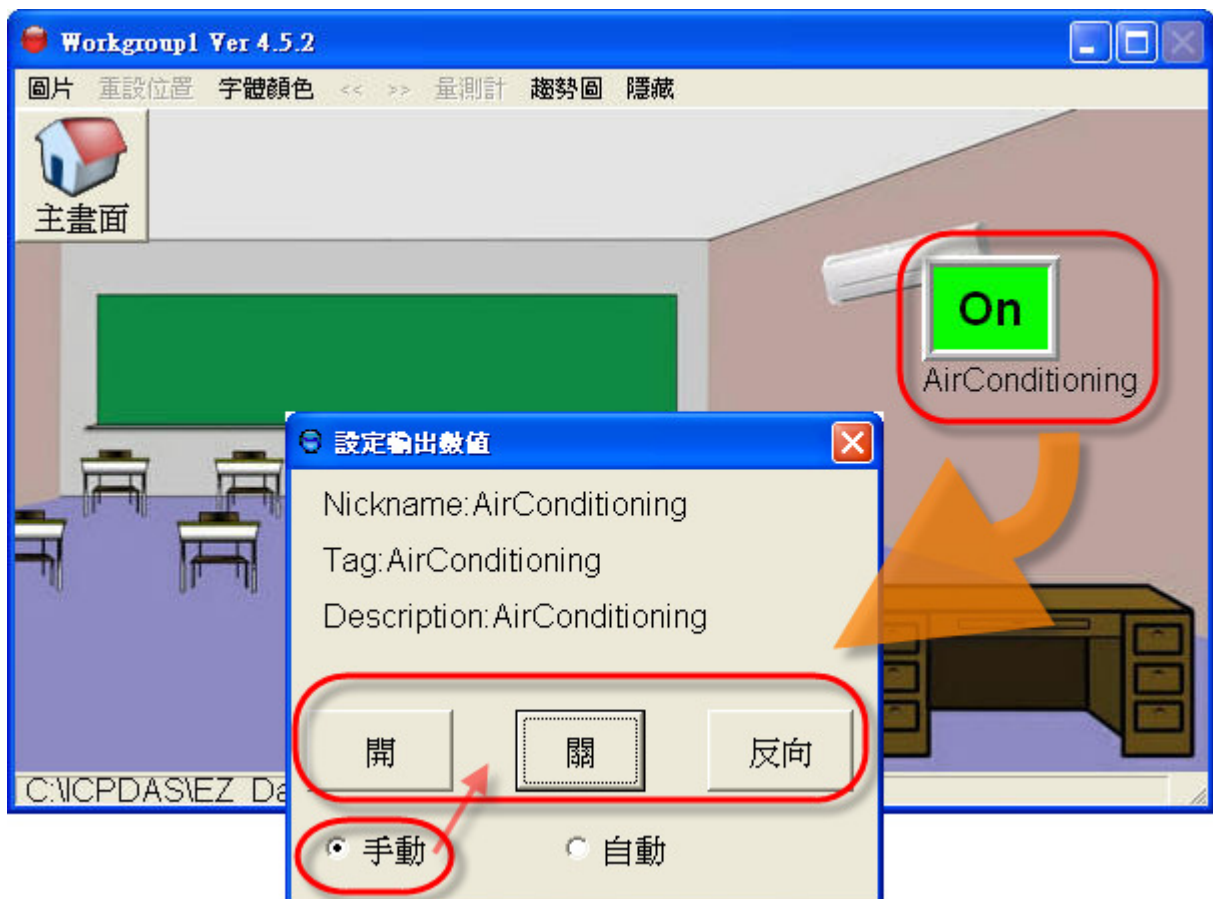 Workgroup1 Ver 4.5.2
圖片 重設位置 字體顏色 << >> 量測計 趨勢圖 隱藏
主畫面
On
AirConditioning
設定輸出數值
Nickname:AirConditioning
Tag:AirConditioning
Description:AirConditioning
開 關 反向
C:\ICPDAS\EZ Da
手動 自動